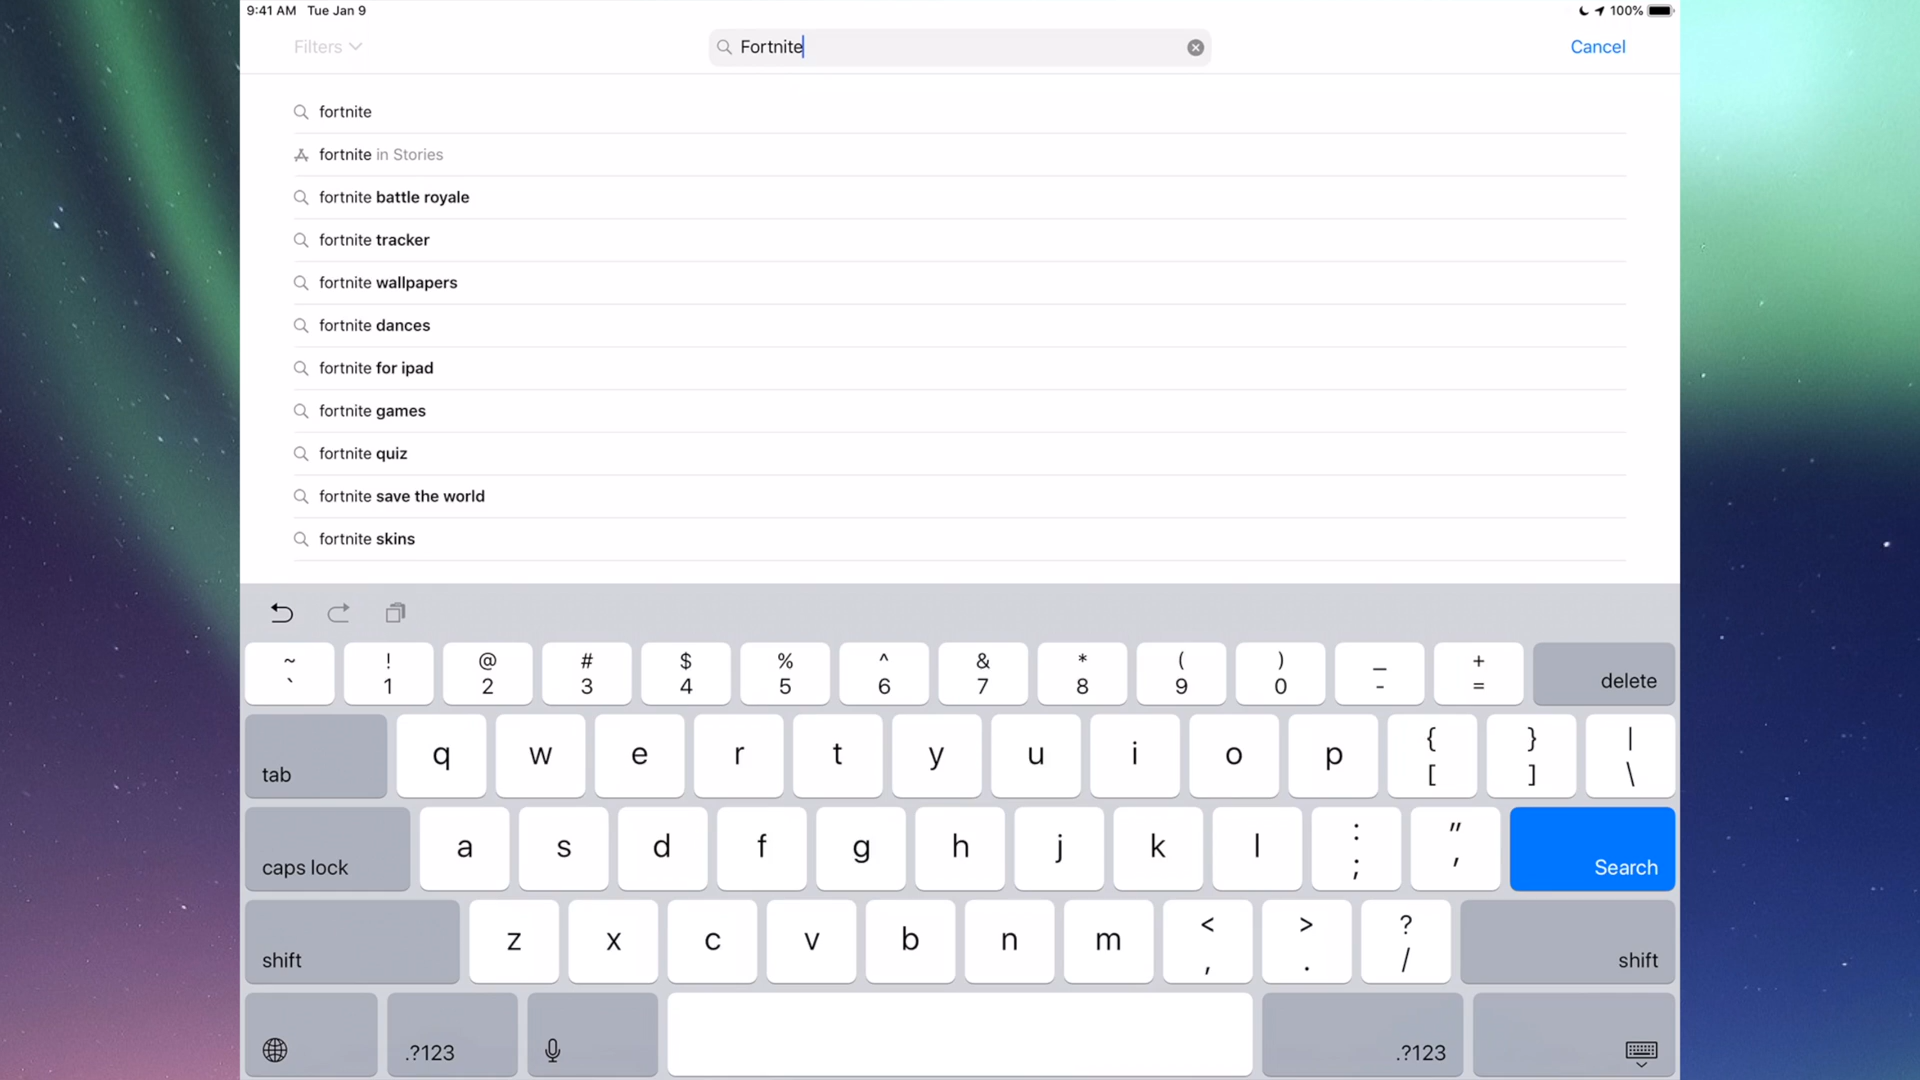 9:41 AM Tue Jan 9 100%
Filters Fortnite Cancel
fortnite
fortnite in Stories
fortnite battle royale
fortnite tracker
fortnite wallpapers
fortnite dances
fortnite for ipad
fortnite games
fortnite quiz
fortnite save the world
fortnite skins
~ ! @ # $ % ^ & * ( ) _ +
` 1 2 3 4 5 6 7 8 9 0 - = delete
tab q w e r t y u i o p { [ } ] | \
caps lock a s d f g h j k l : ; " ' Search
shift z x c v b n m < , > . ? / shift
.?123 .?123